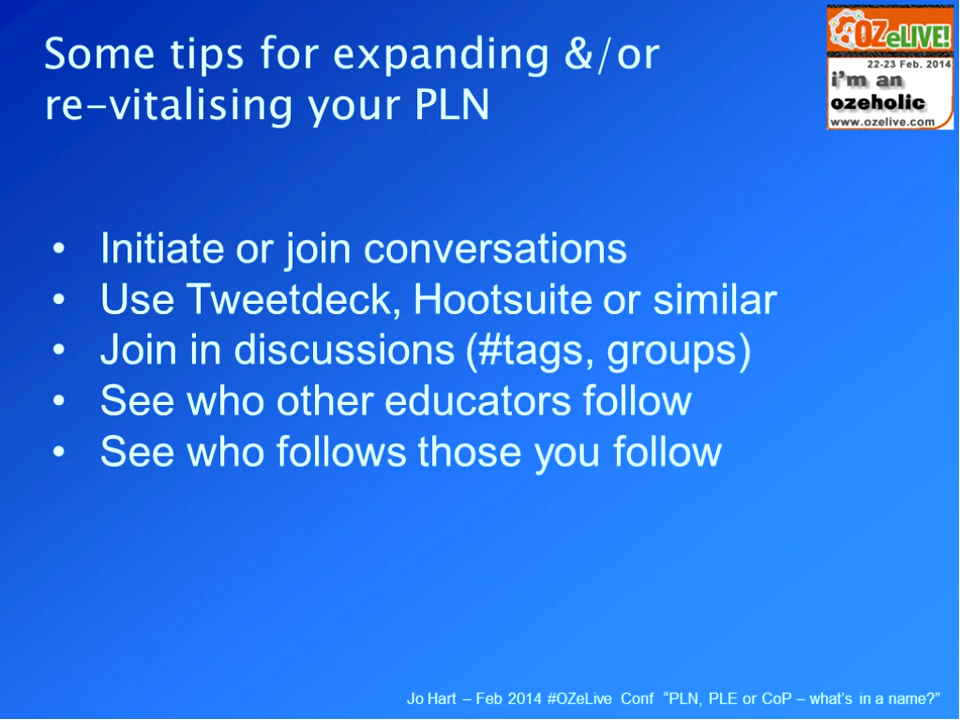 Some tips for expanding &/or
re-vitalising your PLN
OZeLIVE!
22-23 Feb. 2014
i'm an
ozeholic
www.ozelive.com
• Initiate or join conversations
• Use Tweetdeck, Hootsuite or similar
• Join in discussions (#tags, groups)
• See who other educators follow
• See who follows those you follow
Jo Hart – Feb 2014 #OZeLive Conf “PLN, PLE or CoP – what’s in a name?”